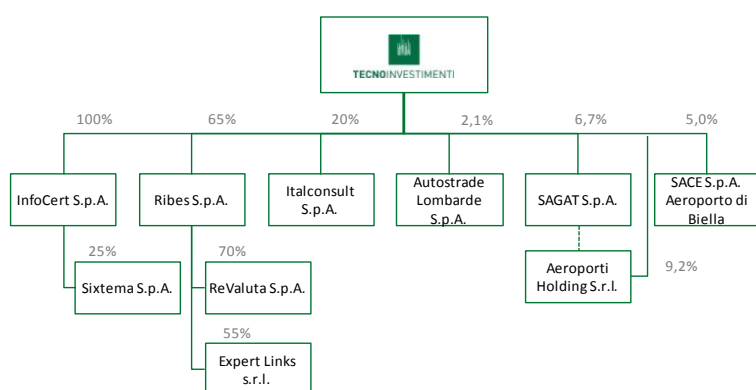 TECNOINVESTIMENTI
100%
65%
20%
2,1%
6,7%
5,0%
InfoCert S.p.A.
Ribes S.p.A.
Italconsult
S.p.A.
Autostrade
Lombarde
S.p.A.
SAGAT S.p.A.
SACE S.p.A.
Aeroporto di
Biella
25%
70%
9,2%
Sixtema S.p.A.
ReValuta S.p.A.
Aeroporti
Holding S.r.l.
55%
Expert Links
s.r.l.